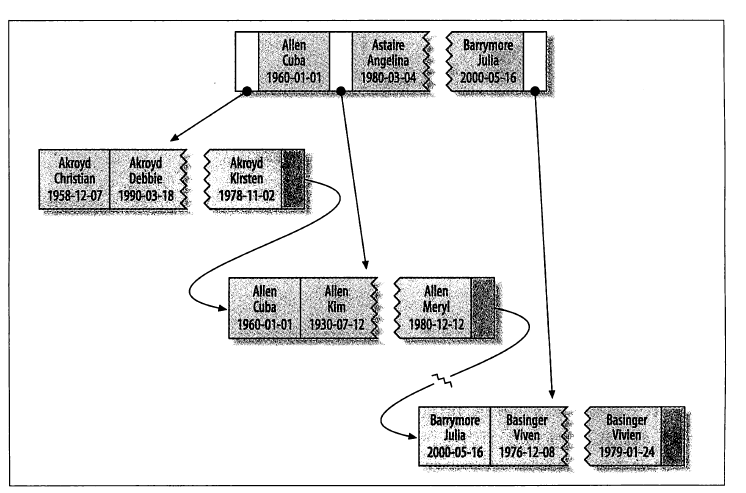 Allen
Cuba
1960-01-01
Astaire
Angelina
1980-03-04
Barrymore
Julia
2000-05-16
Akroyd
Christian
1958-12-07
Akroyd
Debbie
1990-03-18
Akroyd
Kirsten
1978-11-02
Allen
Cuba
1960-01-01
Allen
Kim
1930-07-12
Allen
Meryl
1980-12-12
Barrymore
Julia
2000-05-16
Basinger
Viven
1976-12-08
Basinger
Vivien
1979-01-24